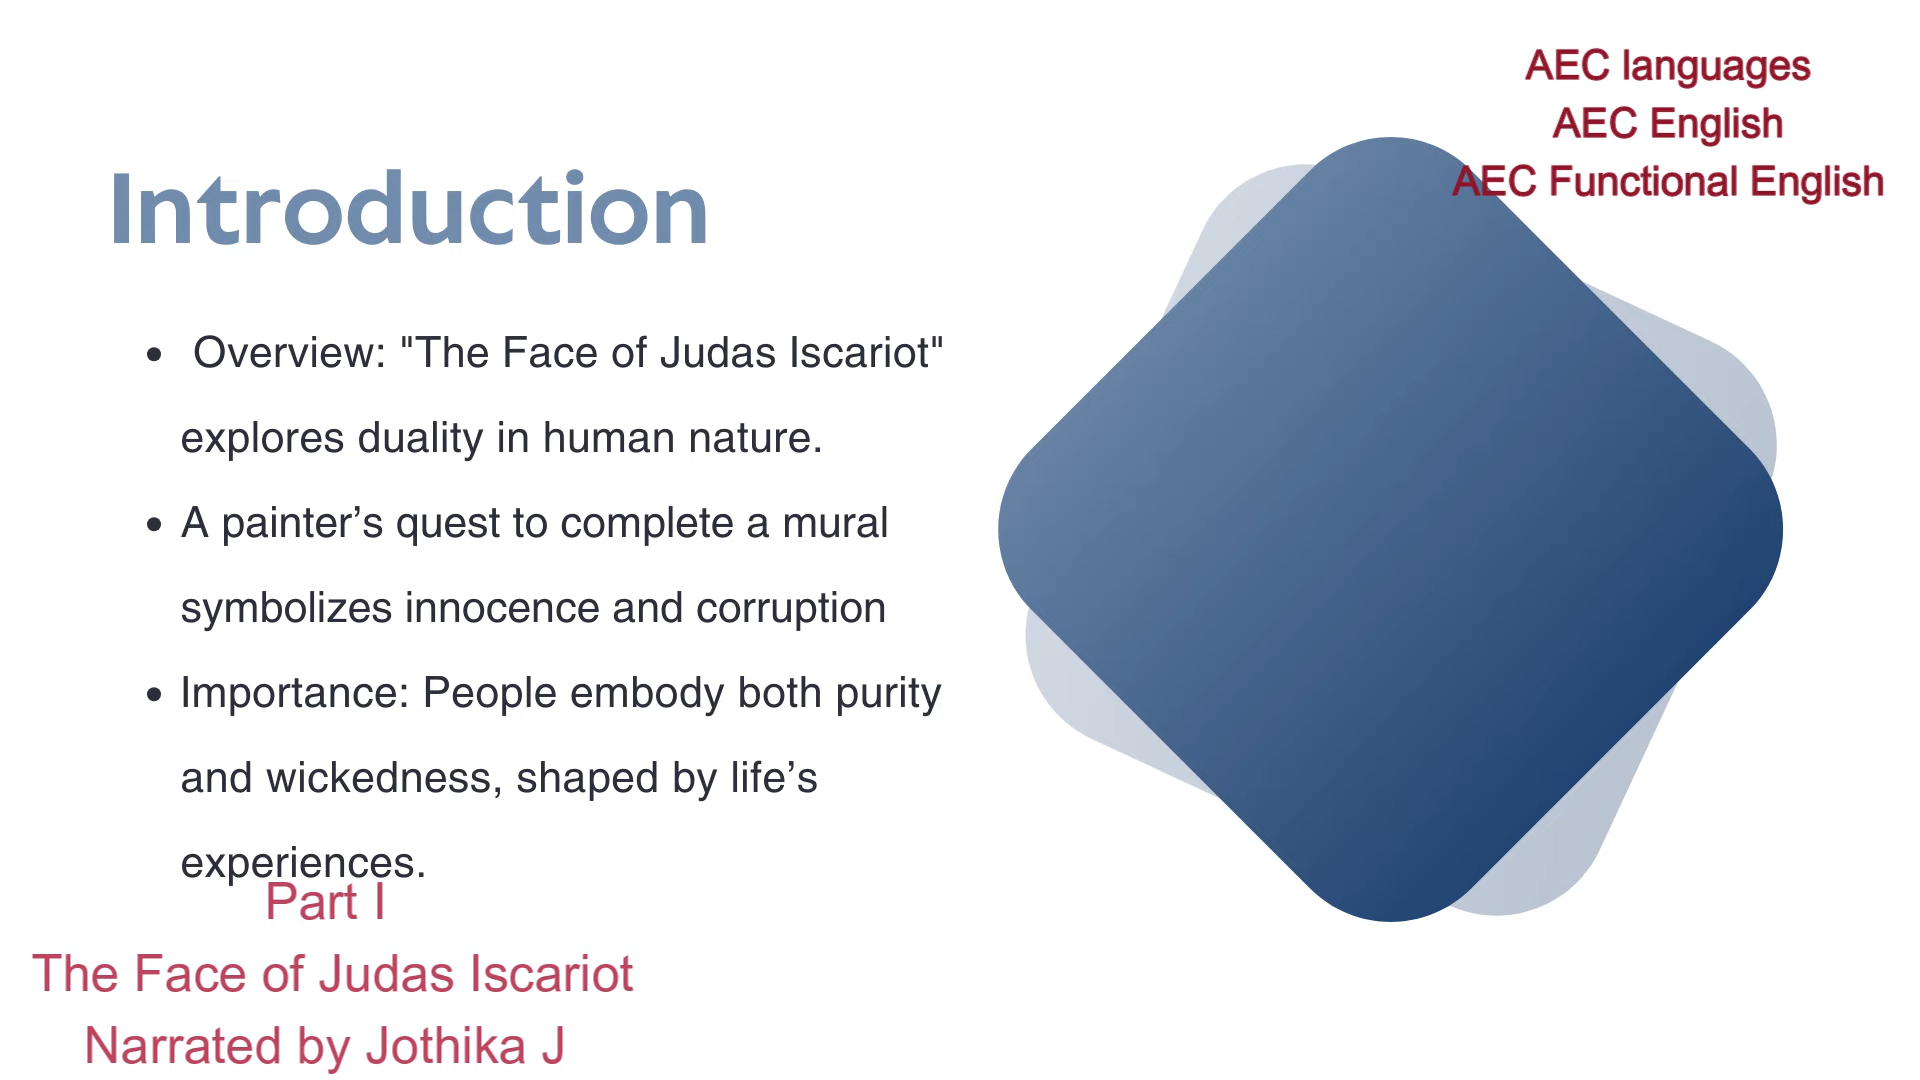 AEC languages
AEC English
AEC Functional English
Introduction
• Overview: "The Face of Judas Iscariot"
explores duality in human nature.
• A painter’s quest to complete a mural
symbolizes innocence and corruption
• Importance: People embody both purity
and wickedness, shaped by life’s
experiences.
Part I
The Face of Judas Iscariot
Narrated by Jothika J